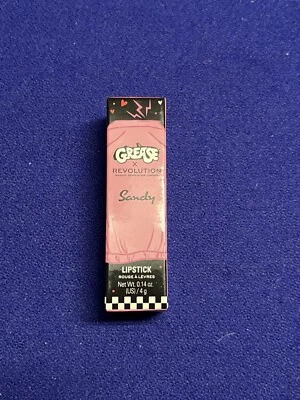 GREASE
X
REVOLUTION
Sandy
LIPSTICK
ROUGE À LÈVRES
Net Wt. 0.14 oz.
(US) / 4 g